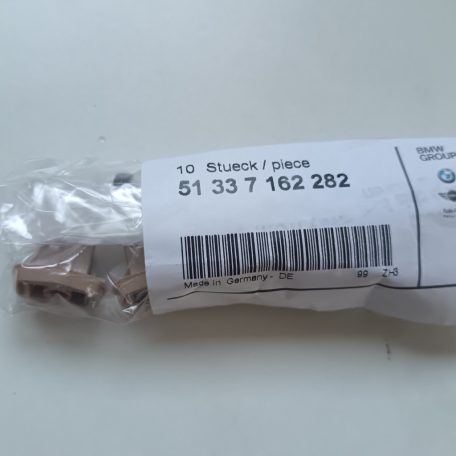 10 Stueck / piece
51 33 7 162 282
Made in Germany - DE 99 ZH3
BMW
GROUP